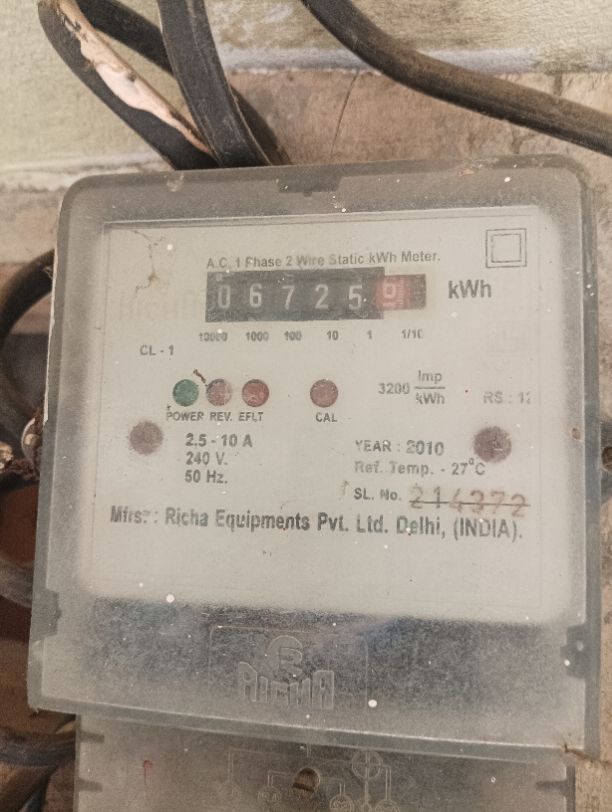 A.C. 1 Phase 2 Wire Static kWh Meter.
0 6 7 2 5 kWh
10000 1000 100 10 1 1/10
CL - 1
3200 Imp/kWh
RS : 12
POWER REV. EFLT CAL
2.5 - 10 A
240 V.
50 Hz.
YEAR : 2010
Ref. Temp. - 27°C
SL. No. 214372
Mfrs. : Richa Equipments Pvt. Ltd. Delhi, (INDIA).
RICHA